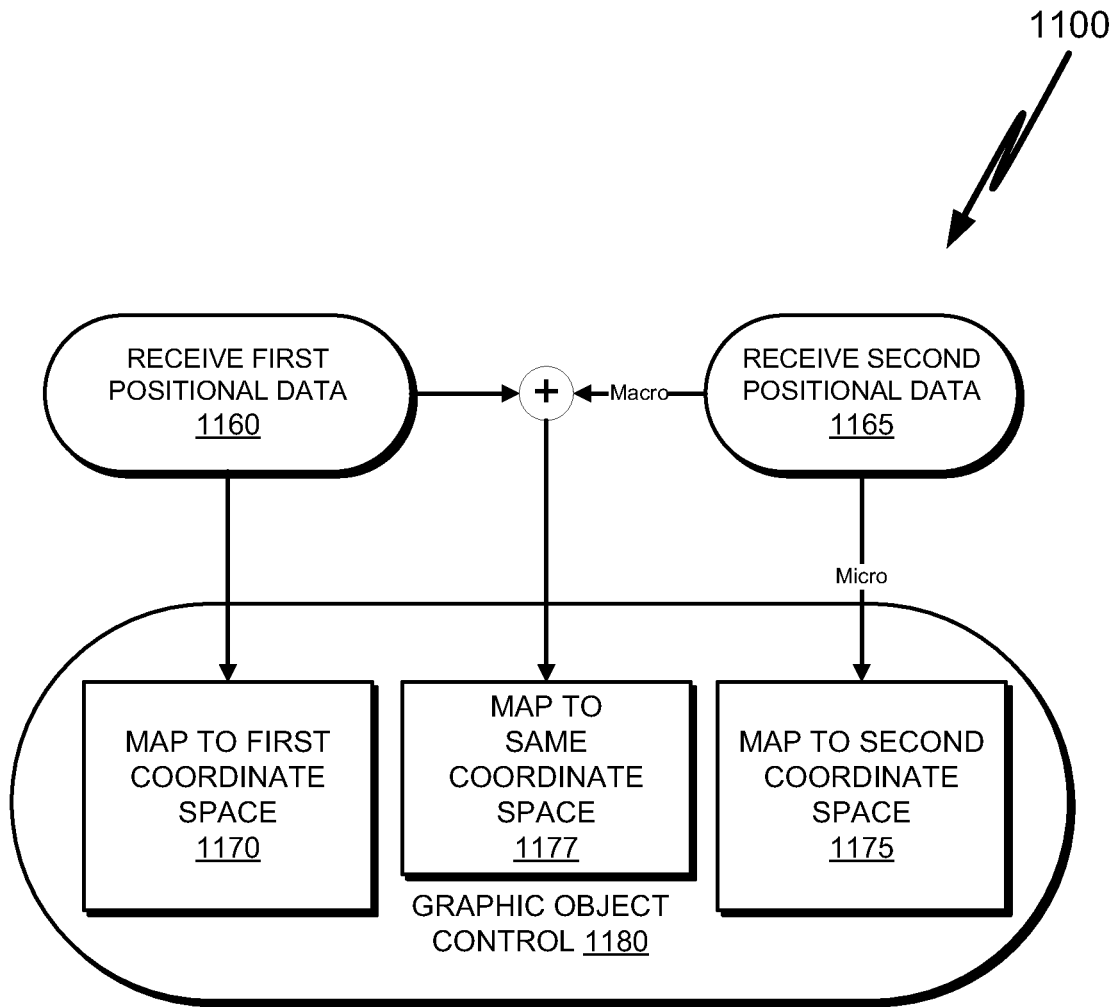 1100
RECEIVE FIRST
POSITIONAL DATA
1160
+
Macro
RECEIVE SECOND
POSITIONAL DATA
1165
Micro
MAP TO FIRST
COORDINATE
SPACE
1170
MAP TO
SAME
COORDINATE
SPACE
1177
MAP TO SECOND
COORDINATE
SPACE
1175
GRAPHIC OBJECT
CONTROL 1180